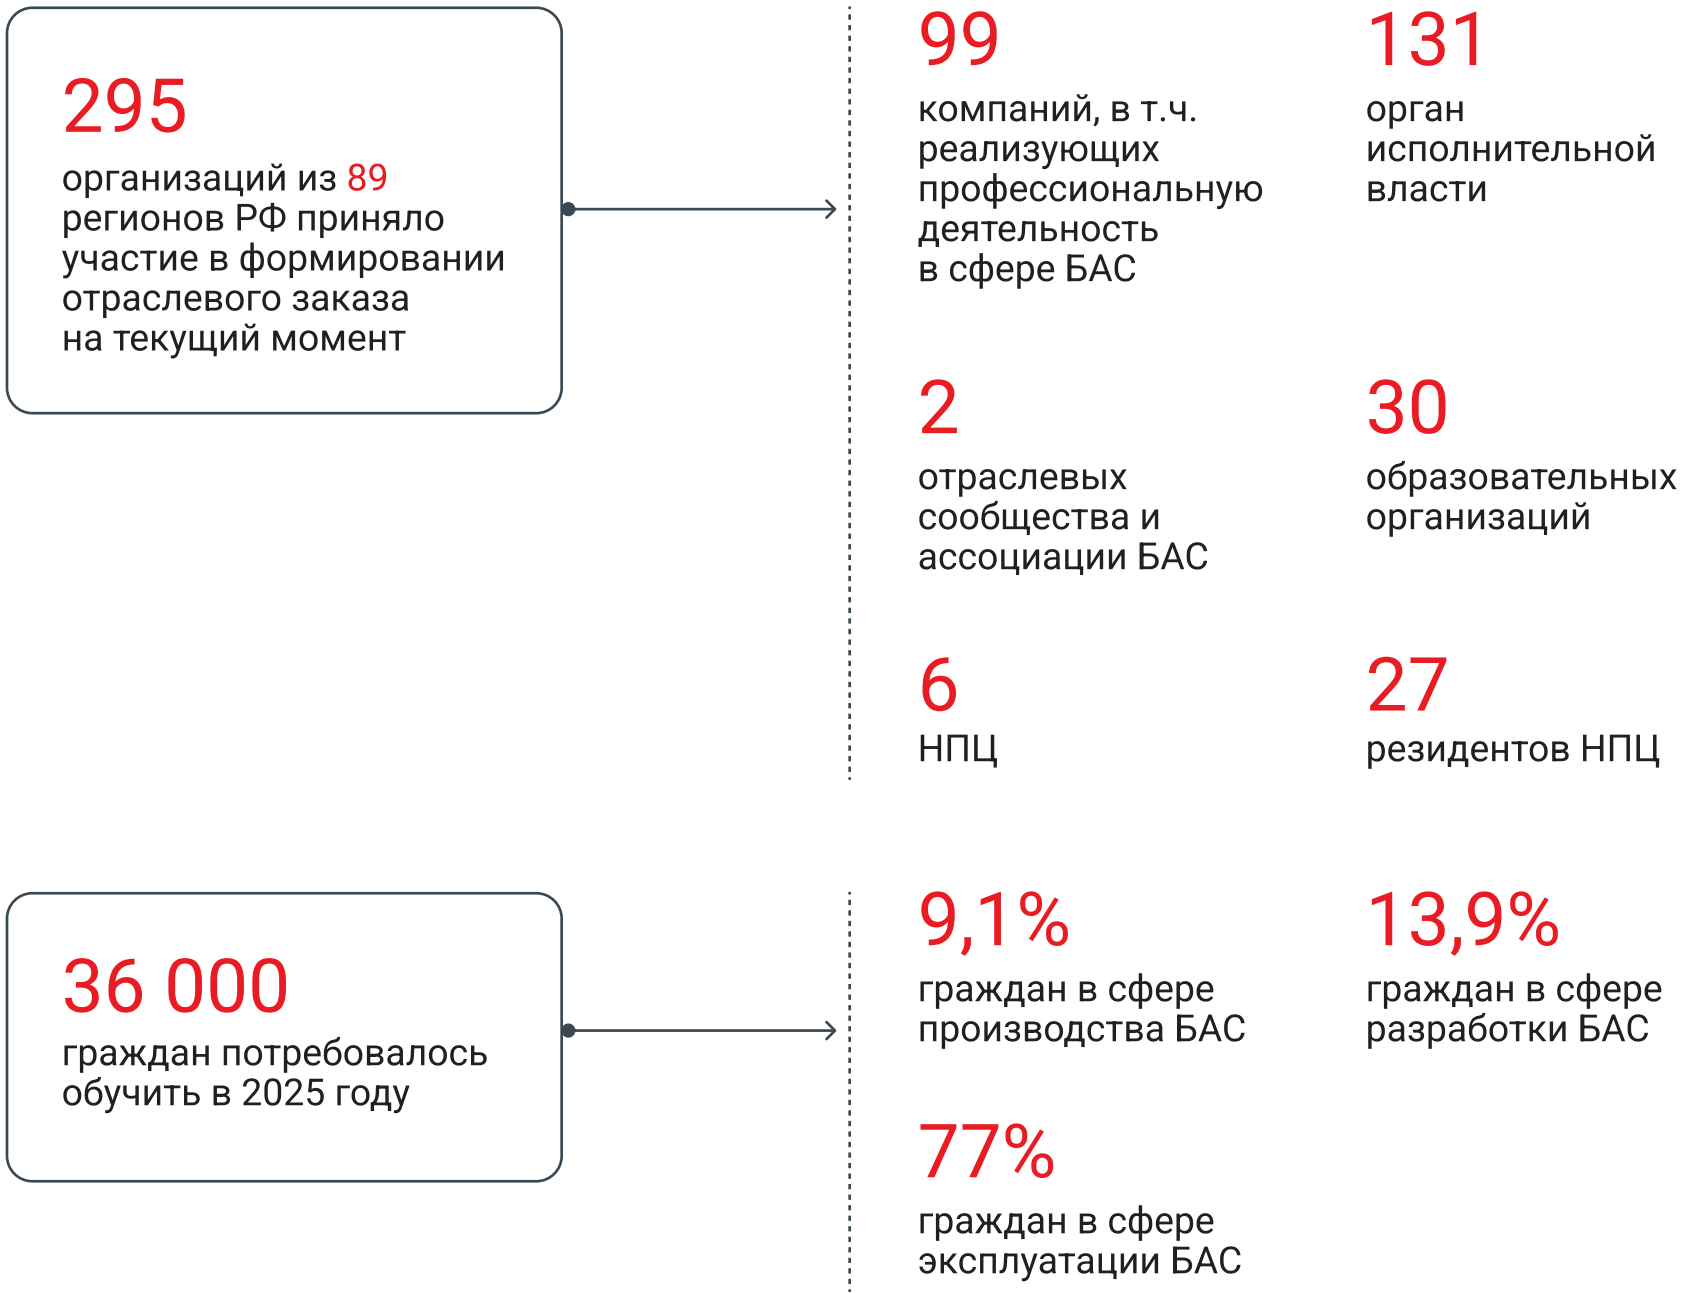 295
организаций из 89
регионов РФ приняло
участие в формировании
отраслевого заказа
на текущий момент
99
компаний, в т.ч.
реализующих
профессиональную
деятельность
в сфере БАС
131
орган
исполнительной
власти
2
отраслевых
сообщества и
ассоциации БАС
30
образовательных
организаций
6
НПЦ
27
резидентов НПЦ
36 000
граждан потребовалось
обучить в 2025 году
9,1%
граждан в сфере
производства БАС
13,9%
граждан в сфере
разработки БАС
77%
граждан в сфере
эксплуатации БАС